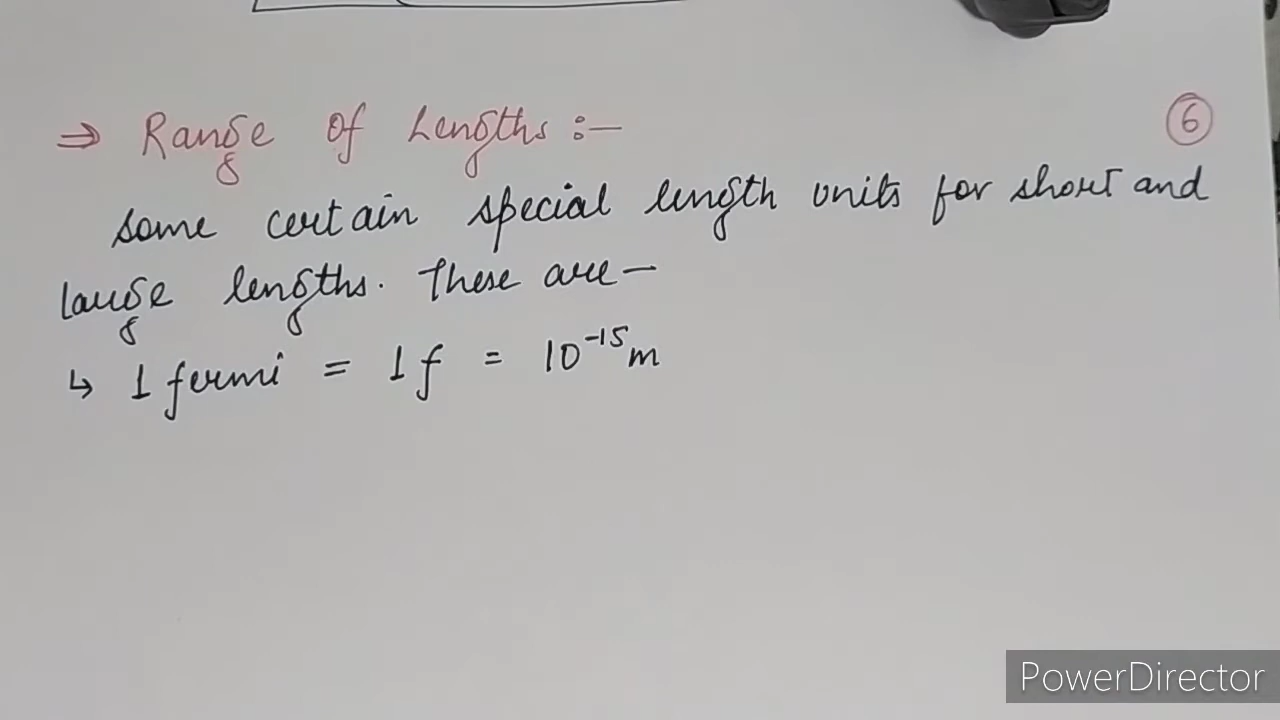 ⇒ Range of Lengths :–
6
Some certain special length units for short and
large lengths. These are –
↳ 1 fermi = 1 f = 10⁻¹⁵ m
PowerDirector